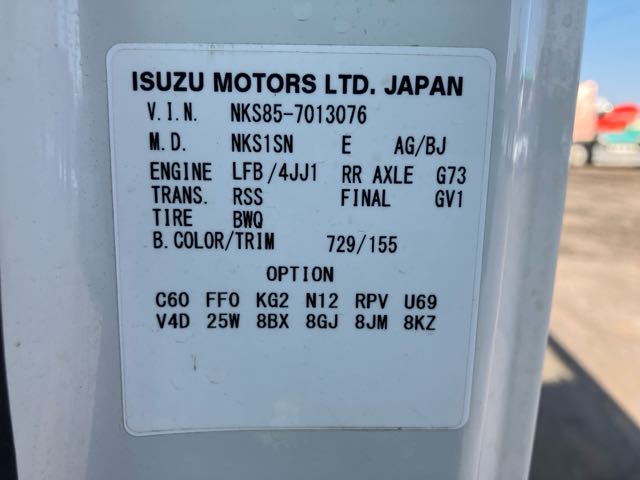 ISUZU MOTORS LTD. JAPAN
V.I.N. NKS85-7013076
M.D. NKS1SN E AG/BJ
ENGINE LFB/4JJ1 RR AXLE G73
TRANS. RSS FINAL GV1
TIRE BWQ
B.COLOR/TRIM 729/155
OPTION
C60 FF0 KG2 N12 RPV U69
V4D 25W 8BX 8GJ 8JM 8KZ